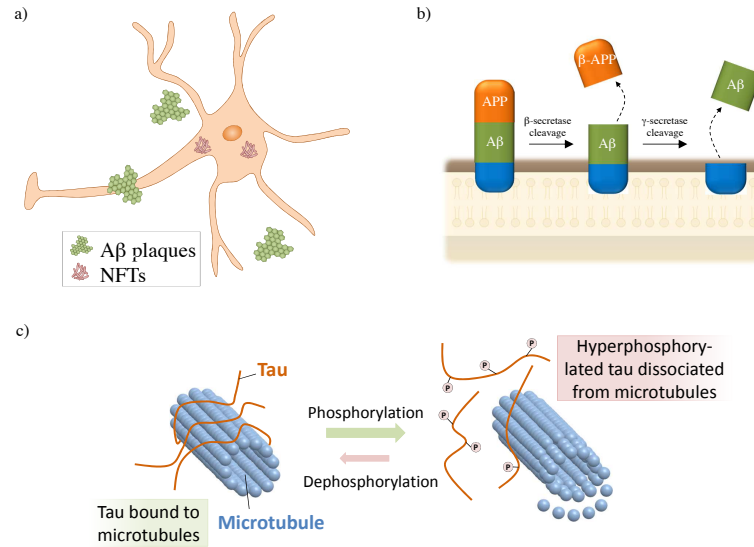 a)
Aβ plaques
NFTs
b)
β-APP
APP
Aβ
β-secretase
cleavage
Aβ
γ-secretase
cleavage
Aβ
c)
Tau
Microtubule
Tau bound to
microtubules
Phosphorylation
Dephosphorylation
P
P
P
P
P
P
Hyperphosphory-
lated tau dissociated
from microtubules